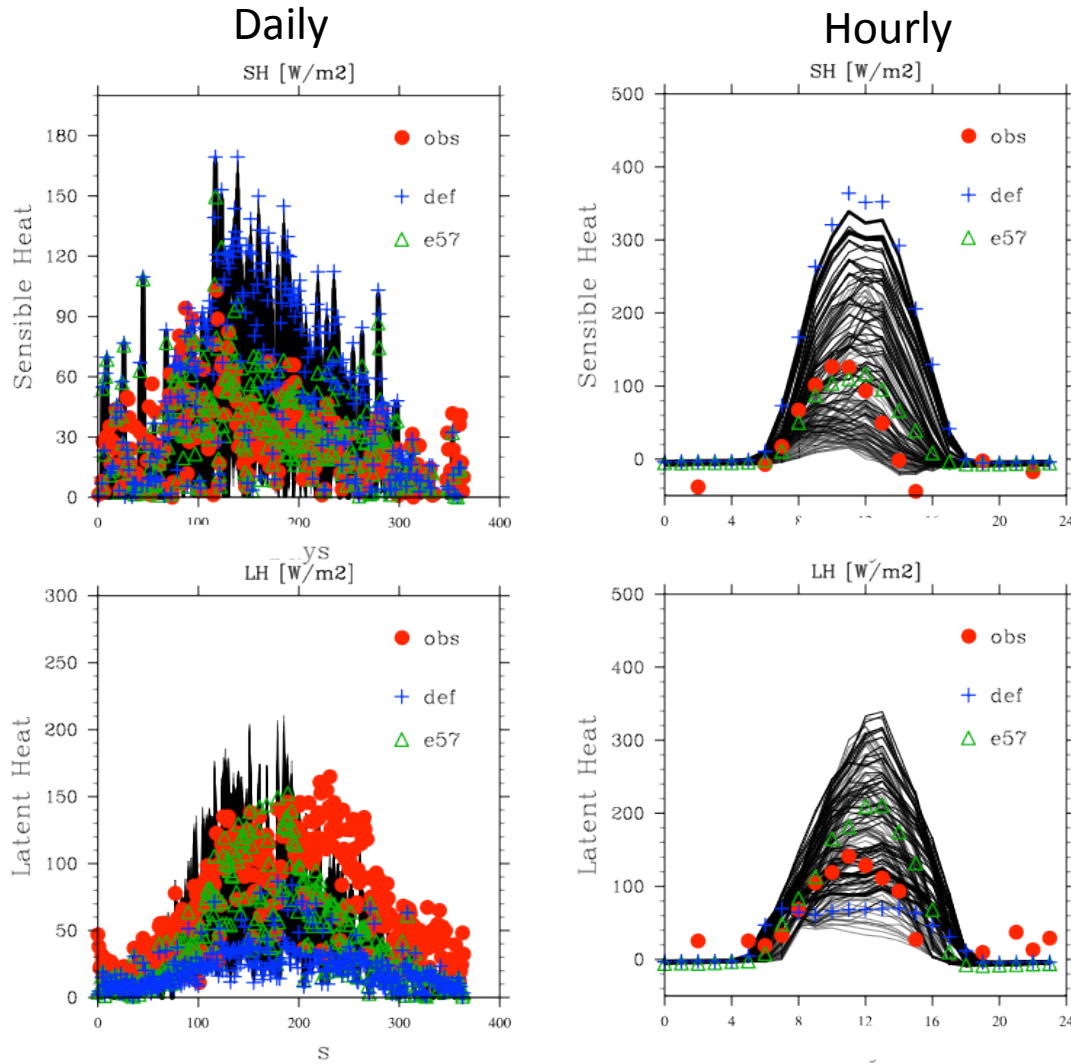 Daily
Hourly
SH [W/m2]
SH [W/m2]
Sensible Heat
180
150
120
90
60
30
0
obs
def
e57
0 100 200 300 400
Sensible Heat
500
400
300
200
100
0
obs
def
e57
0 4 8 12 16 20 24
ys
LH [W/m2]
LH [W/m2]
Latent Heat
300
250
200
150
100
50
0
obs
def
e57
0 100 200 300 400
s
Latent Heat
500
400
300
200
100
0
obs
def
e57
0 4 8 12 16 20 24